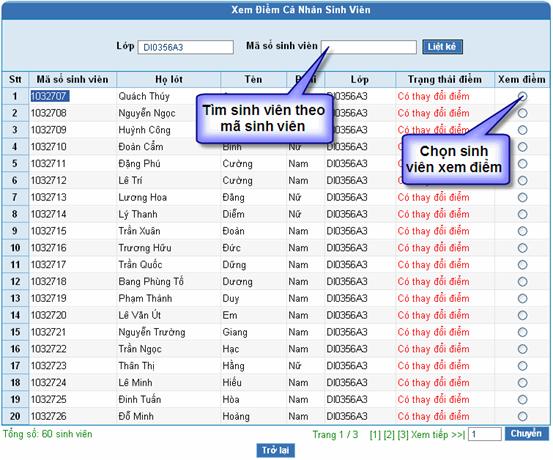 Xem Điểm Cá Nhân Sinh Viên
Lớp DI0356A3 Mã số sinh viên Liệt kê
Stt Mã số sinh viên Họ lót Tên Lớp Trạng thái điểm Xem điểm
1 1032707 Quách Thúy DI0356A3 Có thay đổi điểm
2 1032708 Nguyễn Ngọc DI0356A3 Có thay đổi điểm
3 1032709 Huỳnh Công DI0356A3 Có thay đổi điểm
4 1032710 Đoàn Cẩm Bình Nữ DI0356A3 Có thay đổi điểm
5 1032711 Đặng Phú Cường Nam DI0356A3 Có thay đổi điểm
6 1032712 Lê Trí Cường Nam DI0356A3 Có thay đổi điểm
7 1032713 Lương Hoa Đăng Nữ DI0356A3 Có thay đổi điểm
8 1032714 Lý Thanh Diễm Nữ DI0356A3 Có thay đổi điểm
9 1032715 Trần Xuân Đoàn Nam DI0356A3 Có thay đổi điểm
10 1032716 Trương Hữu Đức Nam DI0356A3 Có thay đổi điểm
11 1032717 Trần Quốc Dũng Nam DI0356A3 Có thay đổi điểm
12 1032718 Bang Phùng Tố Dương Nam DI0356A3 Có thay đổi điểm
13 1032719 Phạm Thánh Duy Nam DI0356A3 Có thay đổi điểm
14 1032720 Lê Văn Út Em Nam DI0356A3 Có thay đổi điểm
15 1032721 Nguyễn Trường Giang Nam DI0356A3 Có thay đổi điểm
16 1032722 Trần Ngọc Hạc Nam DI0356A3 Có thay đổi điểm
17 1032723 Thân Thị Hằng Nữ DI0356A3 Có thay đổi điểm
18 1032724 Lê Minh Hiếu Nam DI0356A3 Có thay đổi điểm
19 1032725 Đinh Tuấn Hòa Nam DI0356A3 Có thay đổi điểm
20 1032726 Đỗ Minh Hoàng Nam DI0356A3 Có thay đổi điểm
Tìm sinh viên theo
mã sinh viên
Chọn sinh
viên xem điểm
Tổng số: 60 sinh viên Trang 1 / 3 [1] [2] [3] Xem tiếp >>| 1 Chuyển
Trở lại